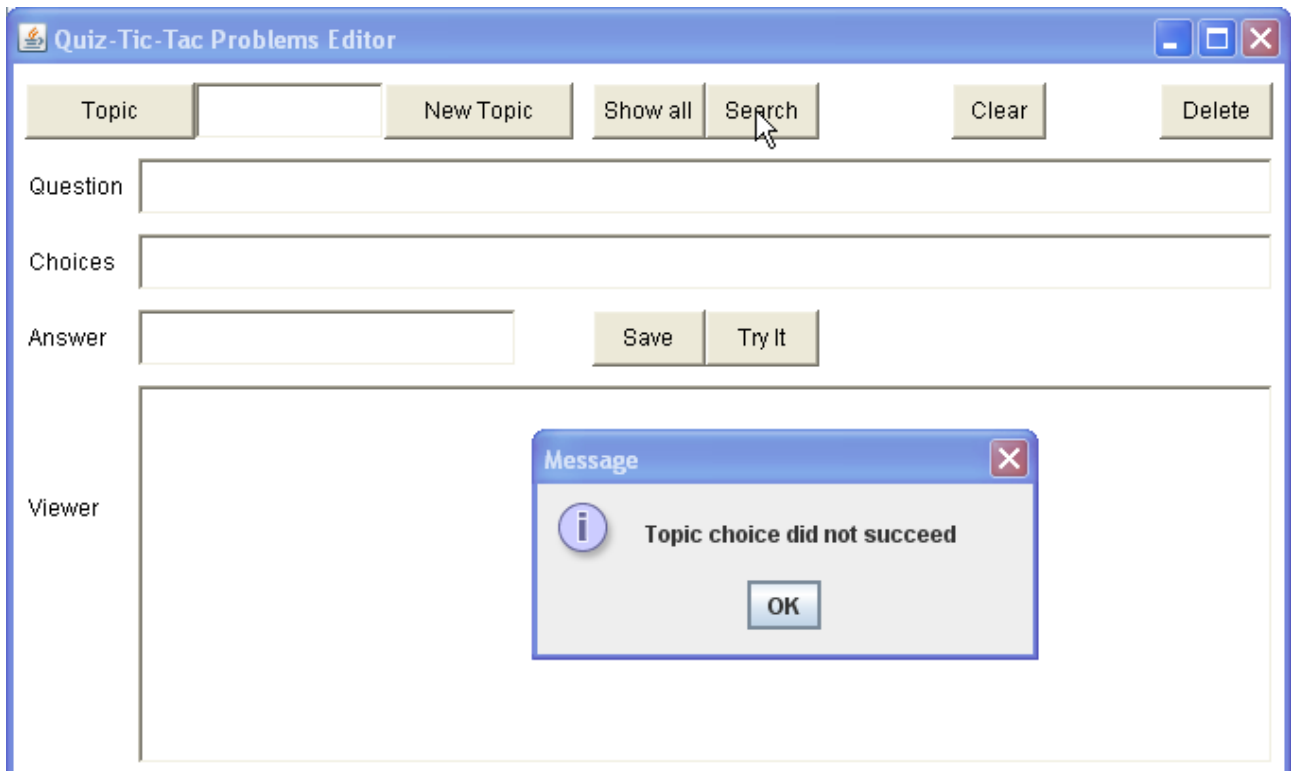 Quiz-Tic-Tac Problems Editor
Topic New Topic Show all Search Clear Delete
Question
Choices
Answer Save Try It
Message
Viewer
i Topic choice did not succeed
OK